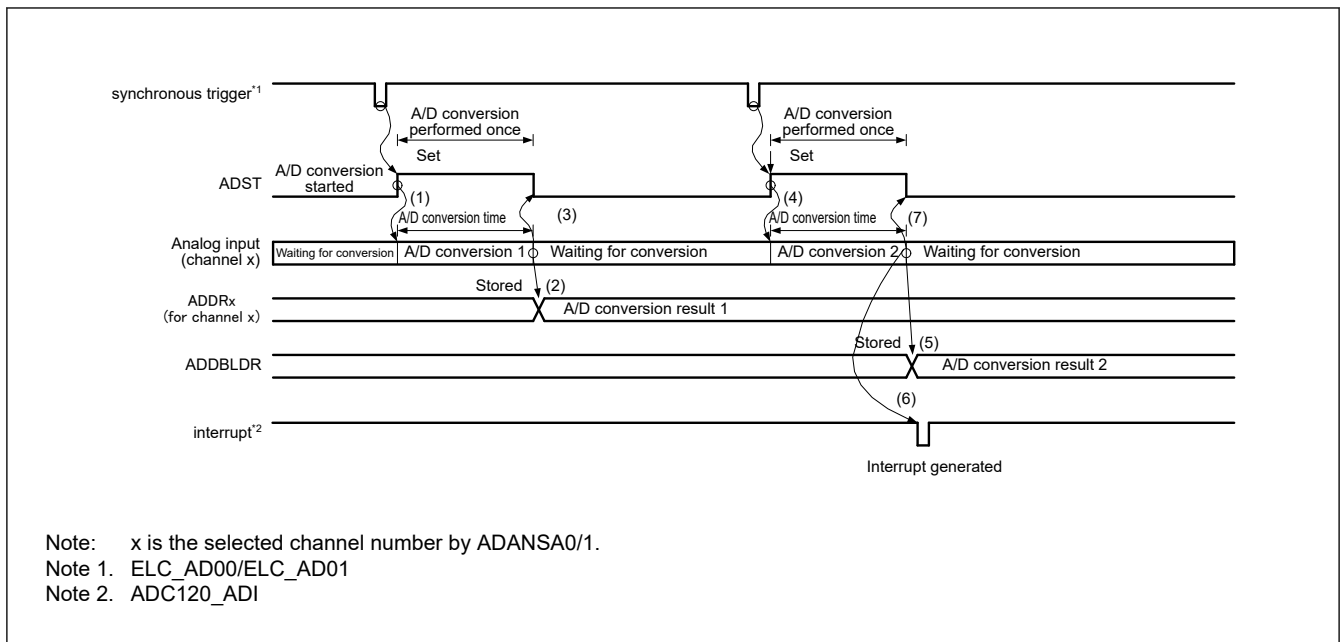 synchronous trigger*1
A/D conversion
performed once
A/D conversion
performed once
Set
Set
ADST
A/D conversion
started
(1)
(3)
(4)
(7)
A/D conversion time
A/D conversion time
Analog input
(channel x)
Waiting for conversion
A/D conversion 1
Waiting for conversion
A/D conversion 2
Waiting for conversion
Stored
(2)
ADDRx
(for channel x)
A/D conversion result 1
Stored
(5)
ADDBLDR
A/D conversion result 2
(6)
interrupt*2
Interrupt generated
Note: x is the selected channel number by ADANSA0/1.
Note 1. ELC_AD00/ELC_AD01
Note 2. ADC120_ADI